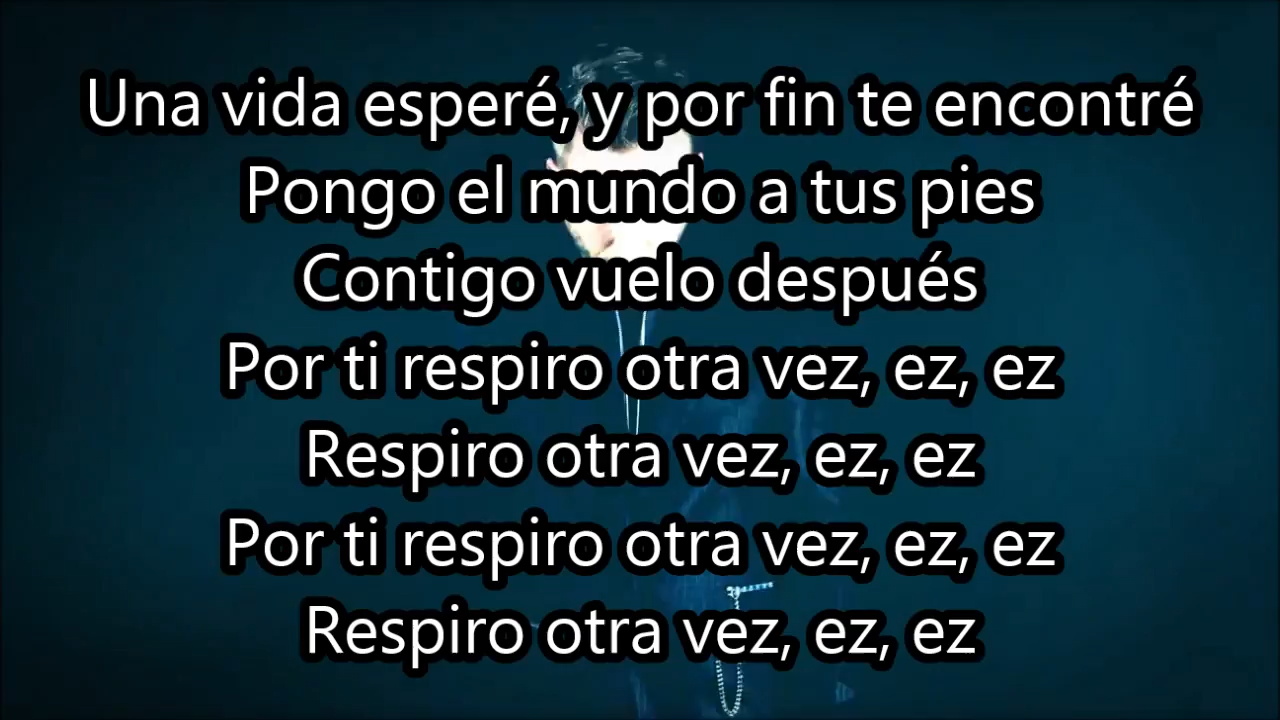 Una vida esperé, y por fin te encontré
Pongo el mundo a tus pies
Contigo vuelo después
Por ti respiro otra vez, ez, ez
Respiro otra vez, ez, ez
Por ti respiro otra vez, ez, ez
Respiro otra vez, ez, ez